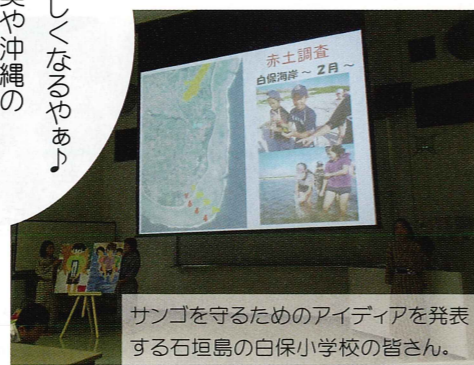 しくなるやぁ♪
美や沖縄の
赤土調査
白保海岸 ～ 2月 ～
サンゴを守るためのアイディアを発表
する石垣島の白保小学校の皆さん。